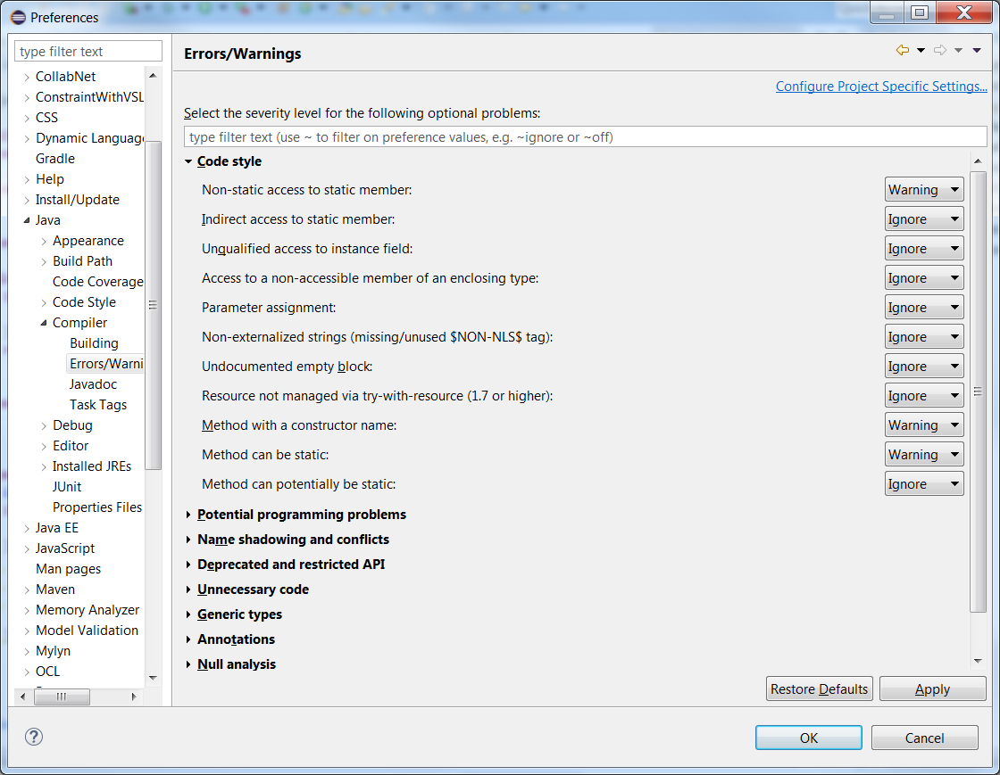 Preferences
type filter text
CollabNet
ConstraintWithVSL
CSS
Dynamic Languag
Gradle
Help
Install/Update
Java
Appearance
Build Path
Code Coverage
Code Style
Compiler
Building
Errors/Warni
Javadoc
Task Tags
Debug
Editor
Installed JREs
JUnit
Properties Files
Java EE
JavaScript
Man pages
Maven
Memory Analyzer
Model Validation
Mylyn
OCL
Errors/Warnings
Configure Project Specific Settings...
Select the severity level for the following optional problems:
type filter text (use ~ to filter on preference values, e.g. ~ignore or ~off)
Code style
Non-static access to static member: Warning
Indirect access to static member: Ignore
Unqualified access to instance field: Ignore
Access to a non-accessible member of an enclosing type: Ignore
Parameter assignment: Ignore
Non-externalized strings (missing/unused $NON-NLS$ tag): Ignore
Undocumented empty block: Ignore
Resource not managed via try-with-resource (1.7 or higher): Ignore
Method with a constructor name: Warning
Method can be static: Warning
Method can potentially be static: Ignore
Potential programming problems
Name shadowing and conflicts
Deprecated and restricted API
Unnecessary code
Generic types
Annotations
Null analysis
Restore Defaults Apply
? OK Cancel